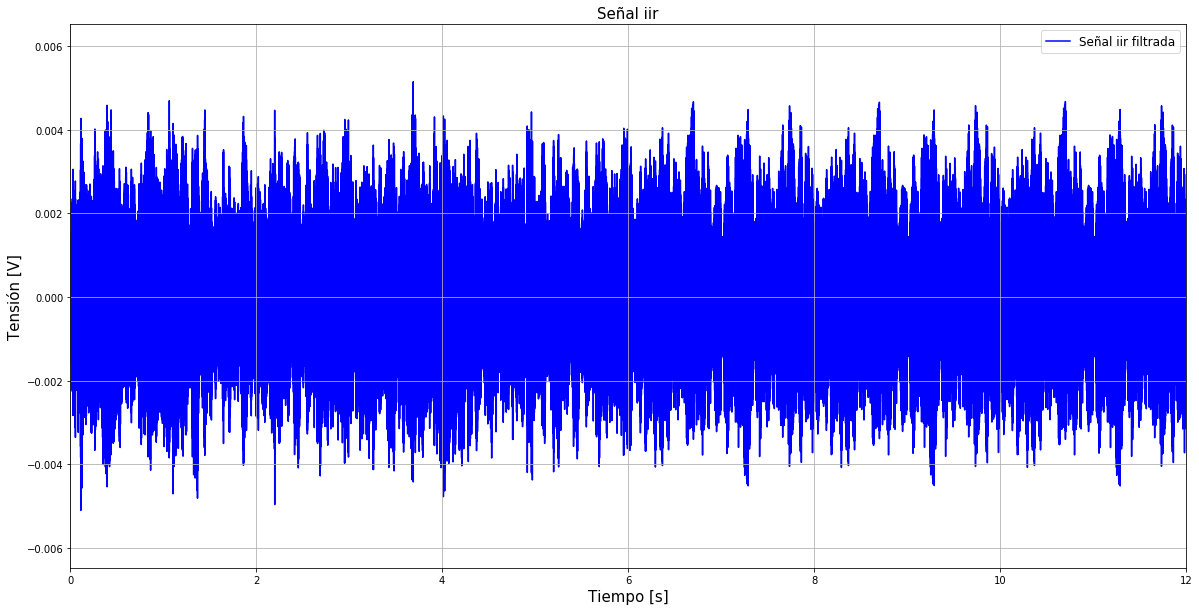 Señal iir
Señal iir filtrada
Tensión [V]
0.006
0.004
0.002
0.000
−0.002
−0.004
−0.006
0 2 4 6 8 10 12
Tiempo [s]